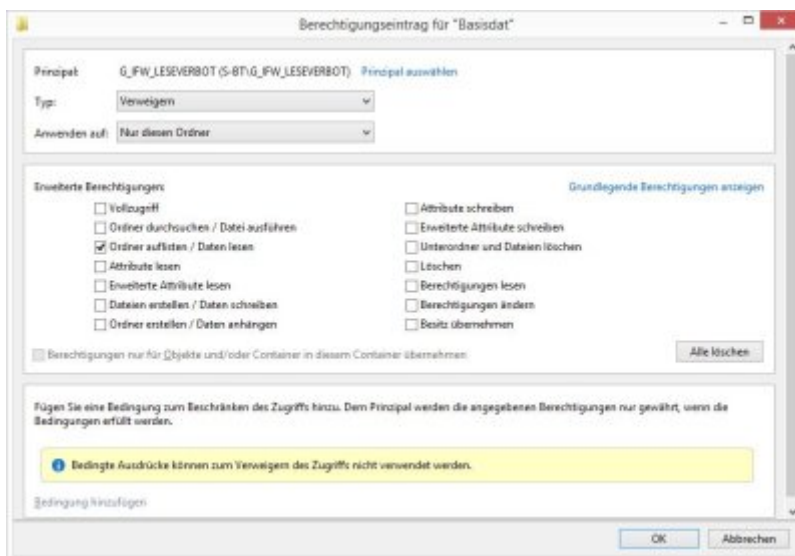 Berechtigungseintrag für "Basisdat"
Prinzipal: G_IFW_LESEVERBOT (S-BT\G_IFW_LESEVERBOT) Prinzipal auswählen
Typ: Verweigern
Anwenden auf: Nur diesen Ordner
Erweiterte Berechtigungen: Grundlegende Berechtigungen anzeigen
Vollzugriff Attribute schreiben
Ordner durchsuchen / Datei ausführen Erweiterte Attribute schreiben
Ordner auflisten / Daten lesen Unterordner und Dateien löschen
Attribute lesen Löschen
Erweiterte Attribute lesen Berechtigungen lesen
Dateien erstellen / Daten schreiben Berechtigungen ändern
Ordner erstellen / Daten anhängen Besitz übernehmen
Berechtigungen nur für Objekte und/oder Container in diesem Container übernehmen Alle löschen
Fügen Sie eine Bedingung zum Beschränken des Zugriffs hinzu. Dem Prinzipal werden die angegebenen Berechtigungen nur gewährt, wenn die
Bedingungen erfüllt werden.
Bedingte Ausdrücke können zum Verweigern des Zugriffs nicht verwendet werden.
Bedingung hinzufügen
OK Abbrechen